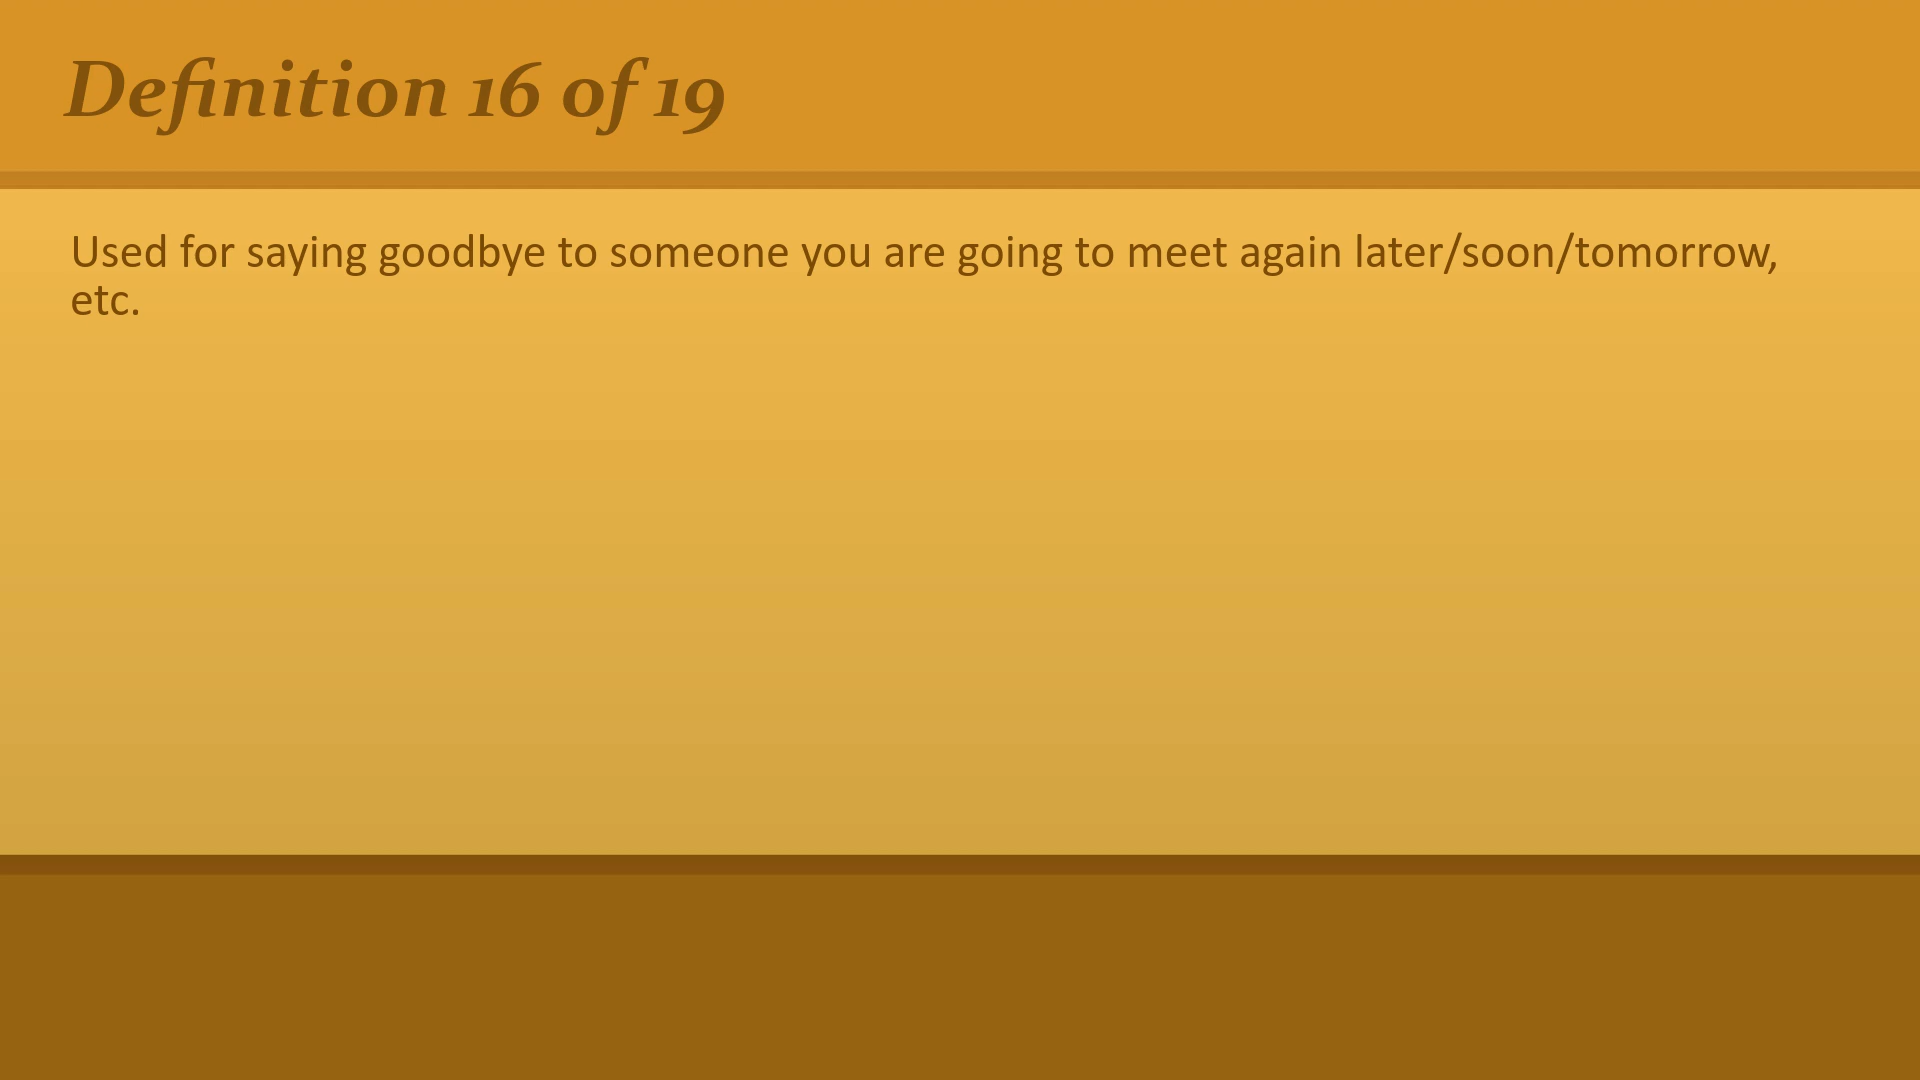 Definition 16 of 19
Used for saying goodbye to someone you are going to meet again later/soon/tomorrow,
etc.